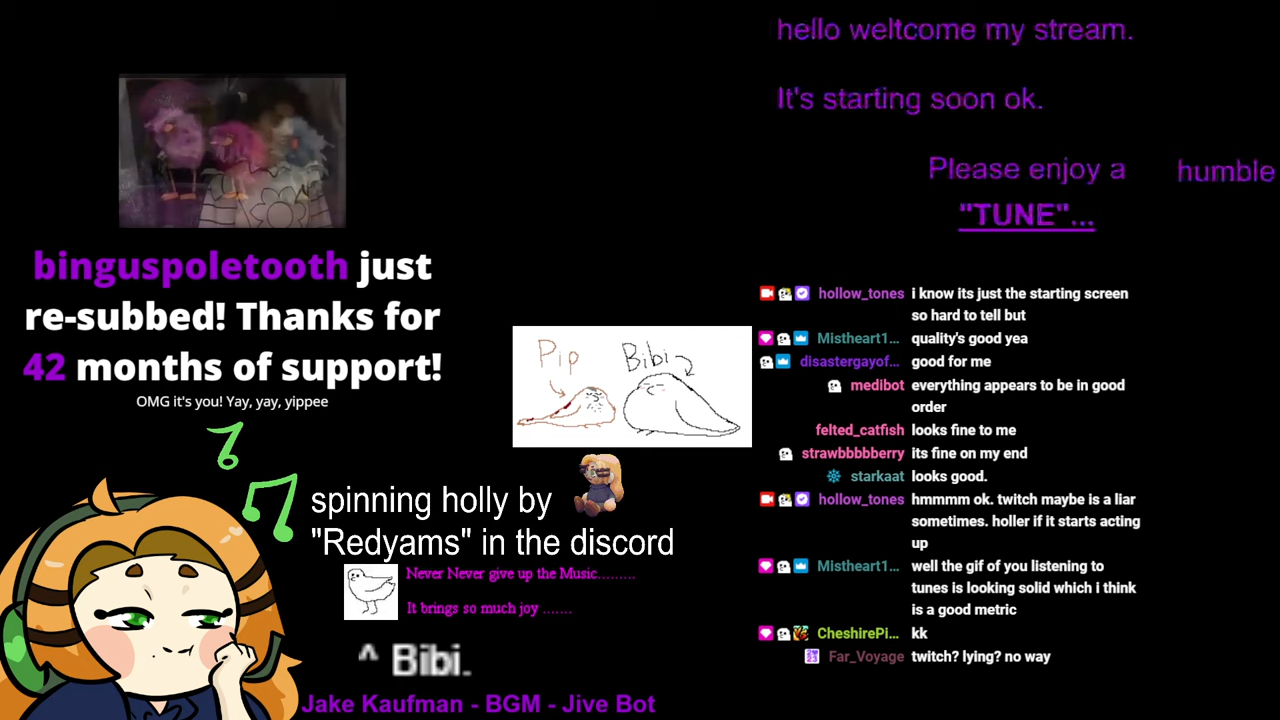 hello weltcome my stream.
It's starting soon ok.
Please enjoy a humble
"TUNE"...
binguspoletooth just
re-subbed! Thanks for
42 months of support!
OMG it's you! Yay, yay, yippee
Pip
Bibi
spinning holly by
"Redyams" in the discord
Never Never give up the Music.........
It brings so much joy .......
^ Bibi.
Jake Kaufman - BGM - Jive Bot
hollow_tones i know its just the starting screen
so hard to tell but
Mistheart1... quality's good yea
disastergayof... good for me
medibot everything appears to be in good
order
felted_catfish looks fine to me
strawbbbbberry its fine on my end
starkaat looks good.
hollow_tones hmmmm ok. twitch maybe is a liar
sometimes. holler if it starts acting
up
Mistheart1... well the gif of you listening to
tunes is looking solid which i think
is a good metric
CheshirePi... kk
Far_Voyage twitch? lying? no way